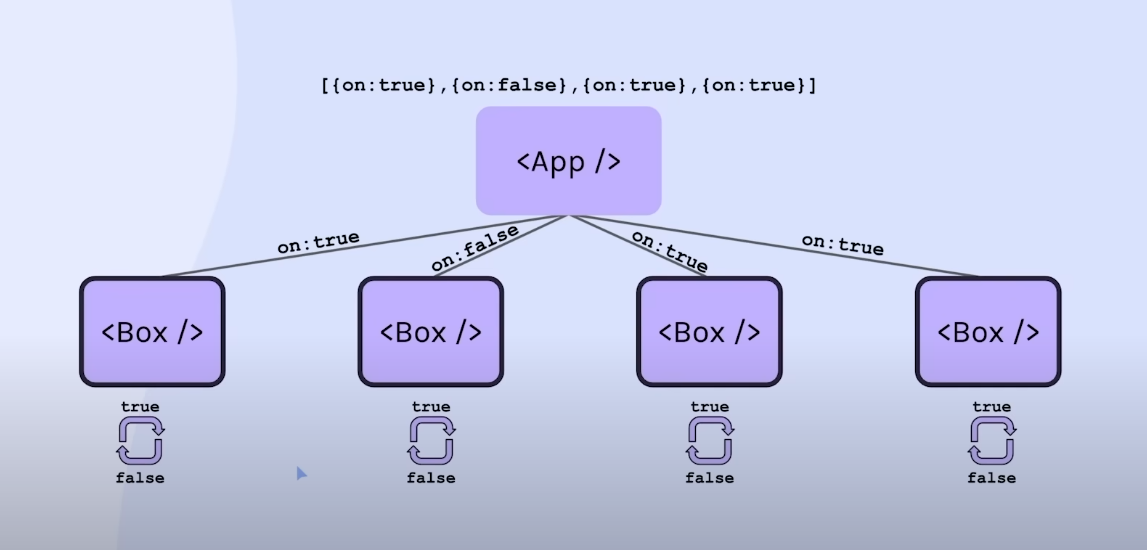 [{on:true},{on:false},{on:true},{on:true}]
<App />
on:true
on:false
on:true
on:true
<Box />
<Box />
<Box />
<Box />
true
true
true
true
false
false
false
false